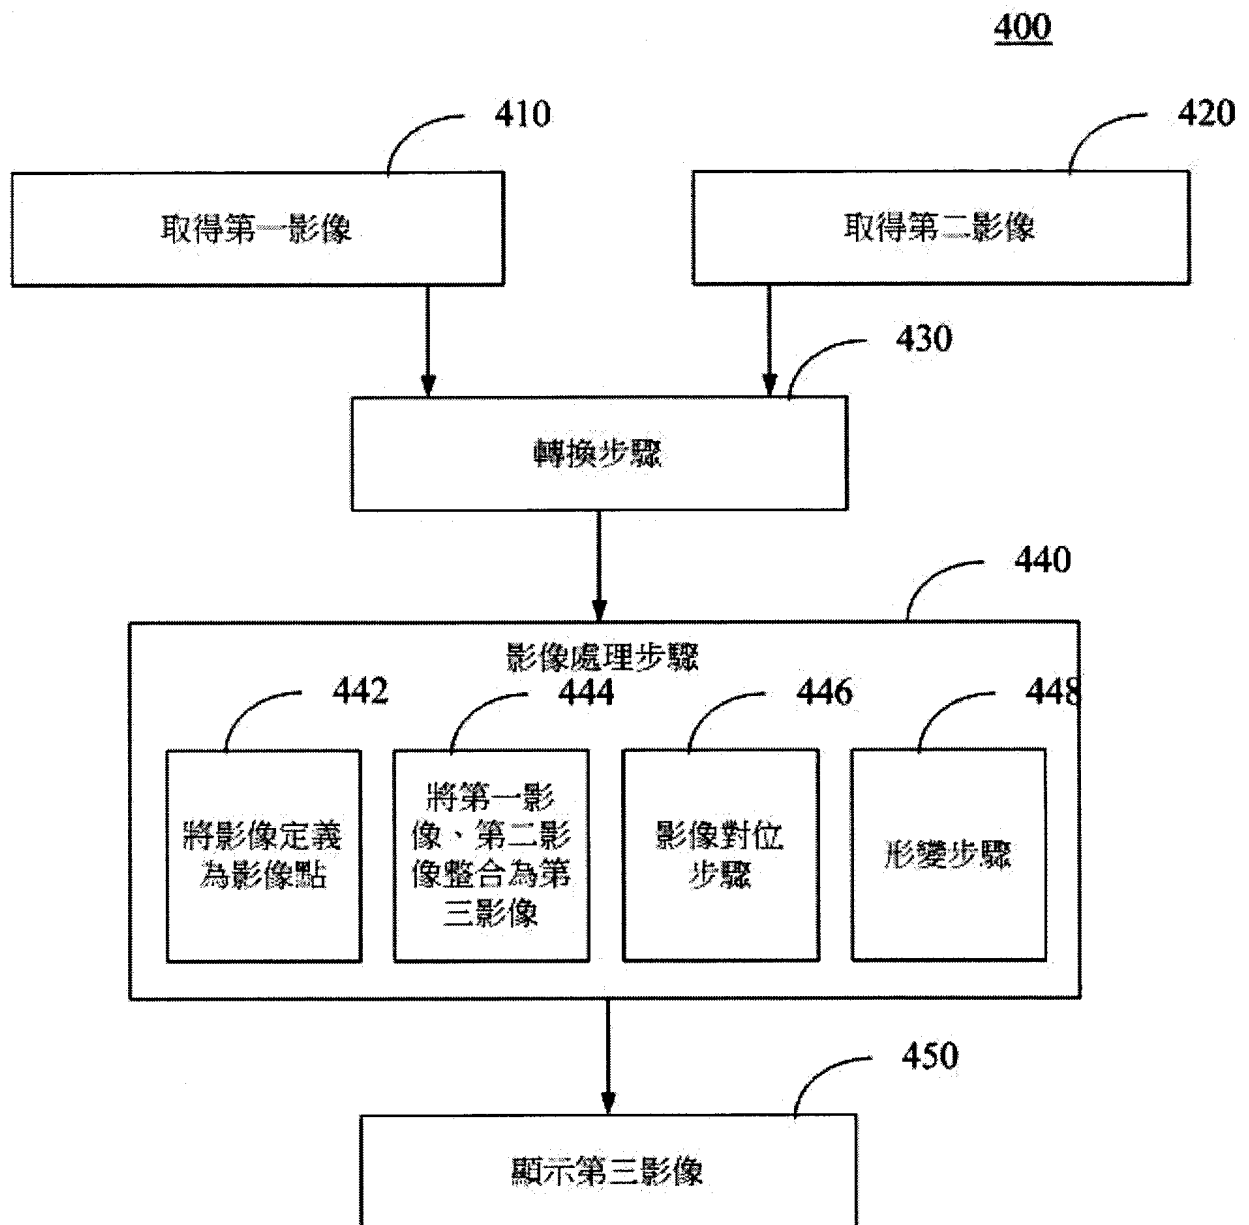 400
410
420
取得第一影像
取得第二影像
430
轉換步驟
440
影像處理步驟
442
444
446
448
將影像定義
為影像點
將第一影
像、第二影
像整合為第
三影像
影像對位
步驟
形變步驟
450
顯示第三影像